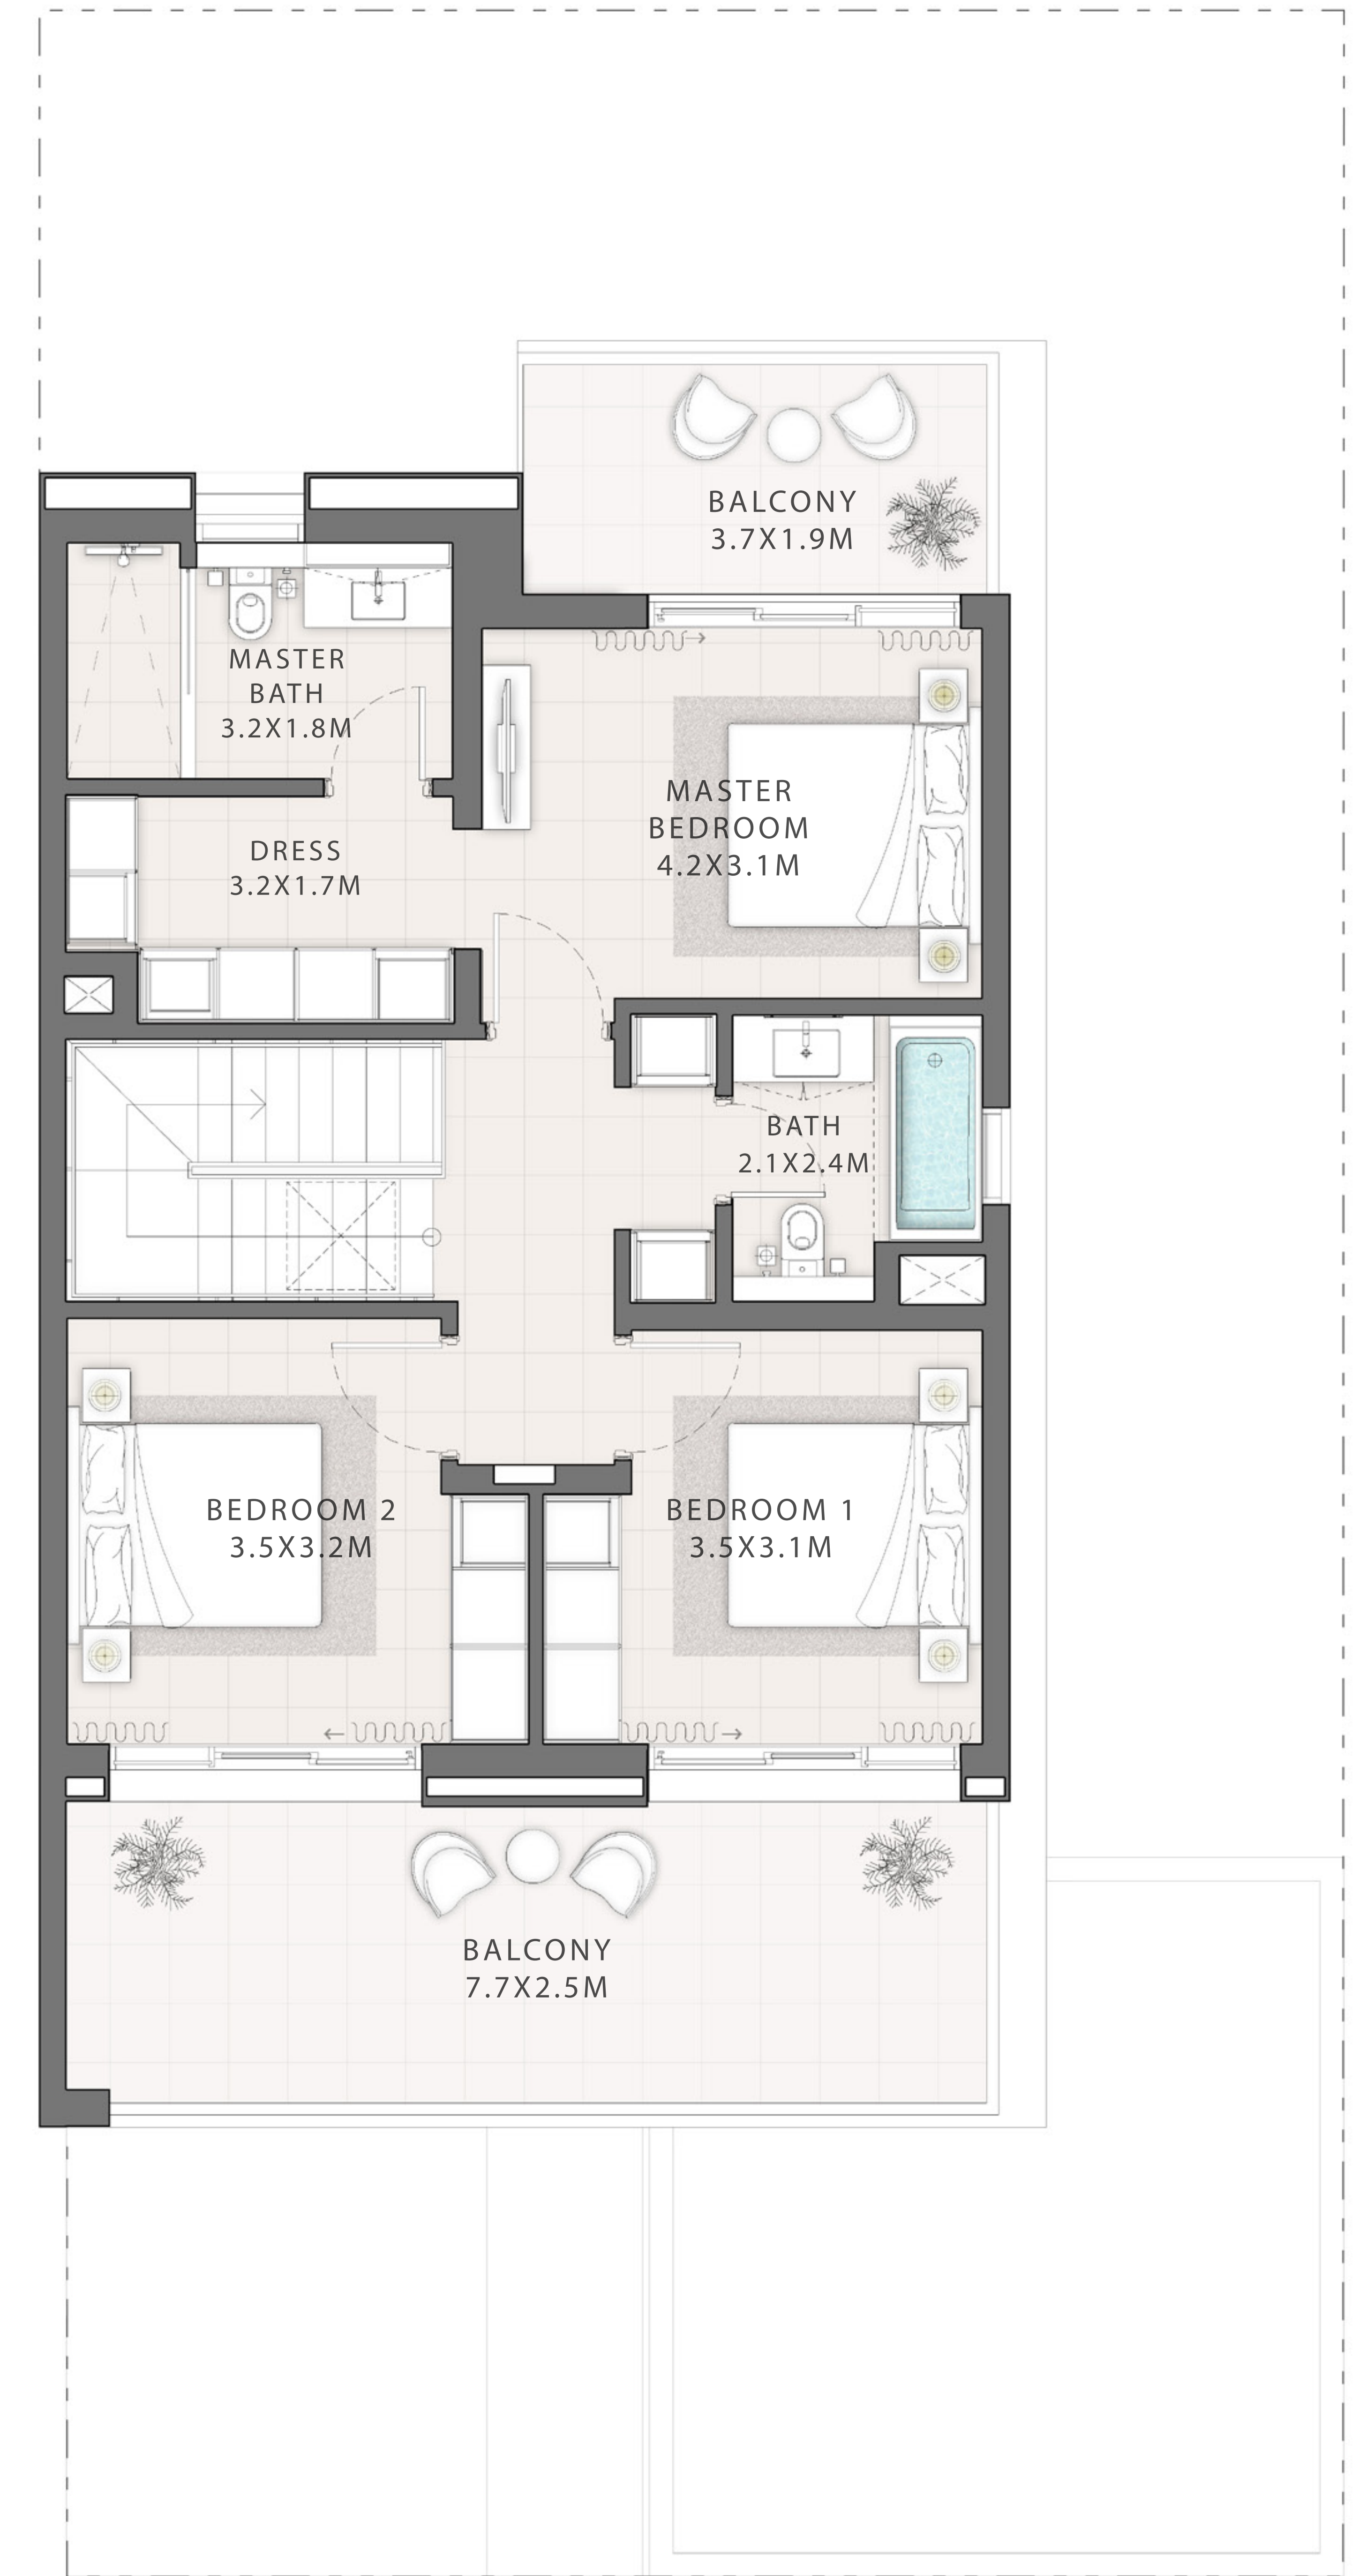 BALCONY
3.7X1.9M
MASTER
BATH
3.2X1.8M
MASTER
BEDROOM
4.2X3.1M
DRESS
3.2X1.7M
BATH
2.1X2.4M
BEDROOM 2
3.5X3.2M
BEDROOM 1
3.5X3.1M
BALCONY
7.7X2.5M